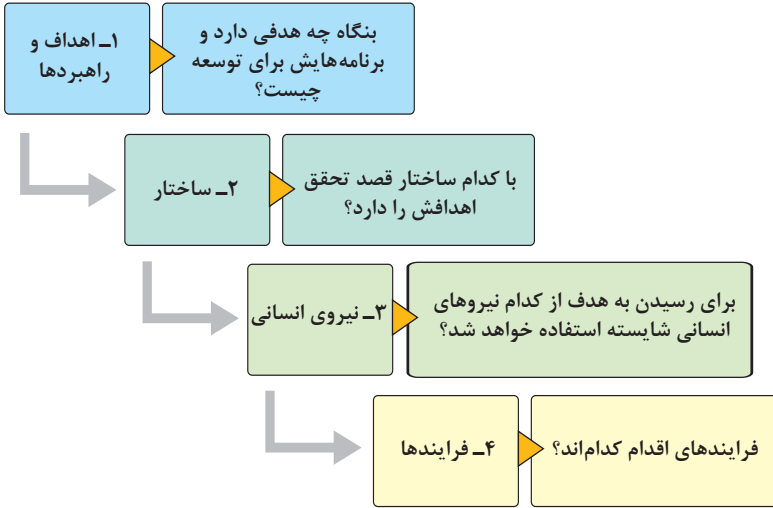 ۱ـ اهداف و
راهبردها
بنگاه چه هدفی دارد و
برنامه‌هایش برای توسعه
چیست؟
۲ـ ساختار
با کدام ساختار قصد تحقق
اهدافش را دارد؟
۳ـ نیروی انسانی
برای رسیدن به هدف از کدام نیروهای
انسانی شایسته استفاده خواهد شد؟
۴ـ فرایندها
فرایندهای اقدام کدام‌اند؟